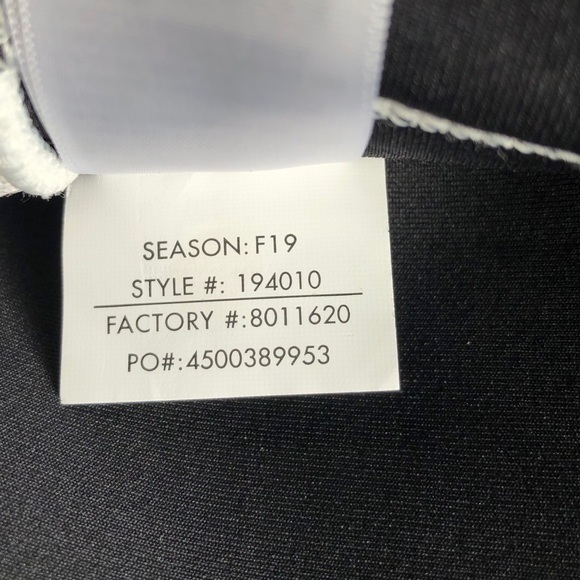 SEASON: F19
STYLE #: 194010
FACTORY #:8011620
PO#:4500389953